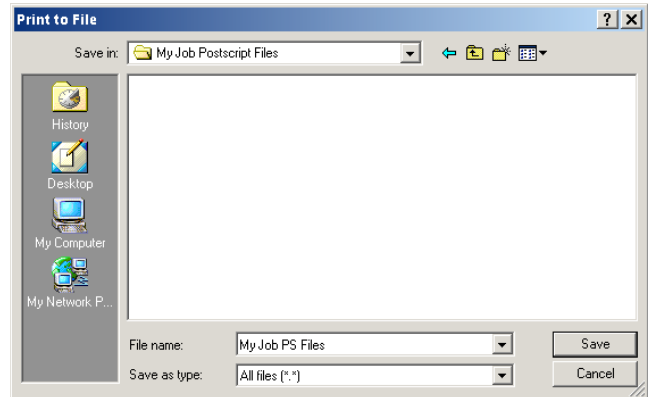 Print to File
Save in: My Job Postscript Files
History
Desktop
My Computer
My Network P...
File name: My Job PS Files Save
Save as type: All files (*.*) Cancel